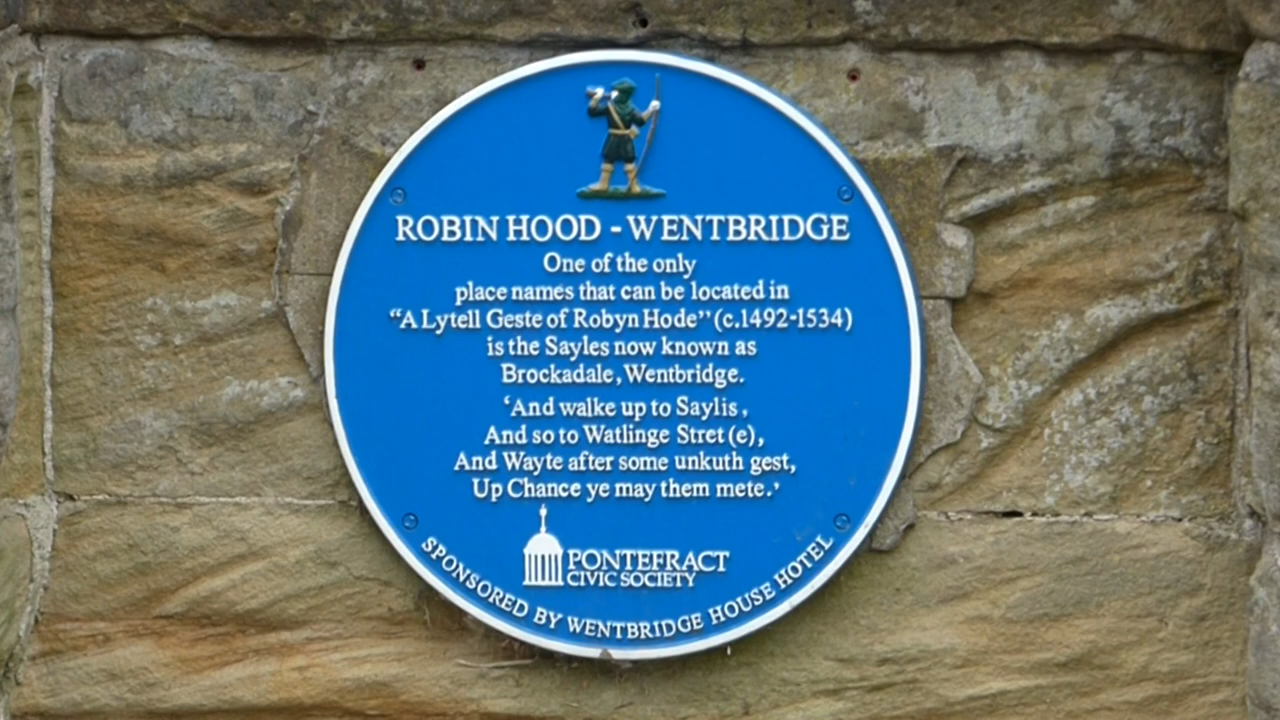 ROBIN HOOD - WENTBRIDGE
One of the only
place names that can be located in
“A Lytell Geste of Robyn Hode” (c.1492-1534)
is the Sayles now known as
Brockadale, Wentbridge.
‘And walke up to Saylis,
And so to Watlinge Stret (e),
And Wayte after some unkuth gest,
Up Chance ye may them mete.’
PONTEFRACT
CIVIC SOCIETY
SPONSORED BY WENTBRIDGE HOUSE HOTEL